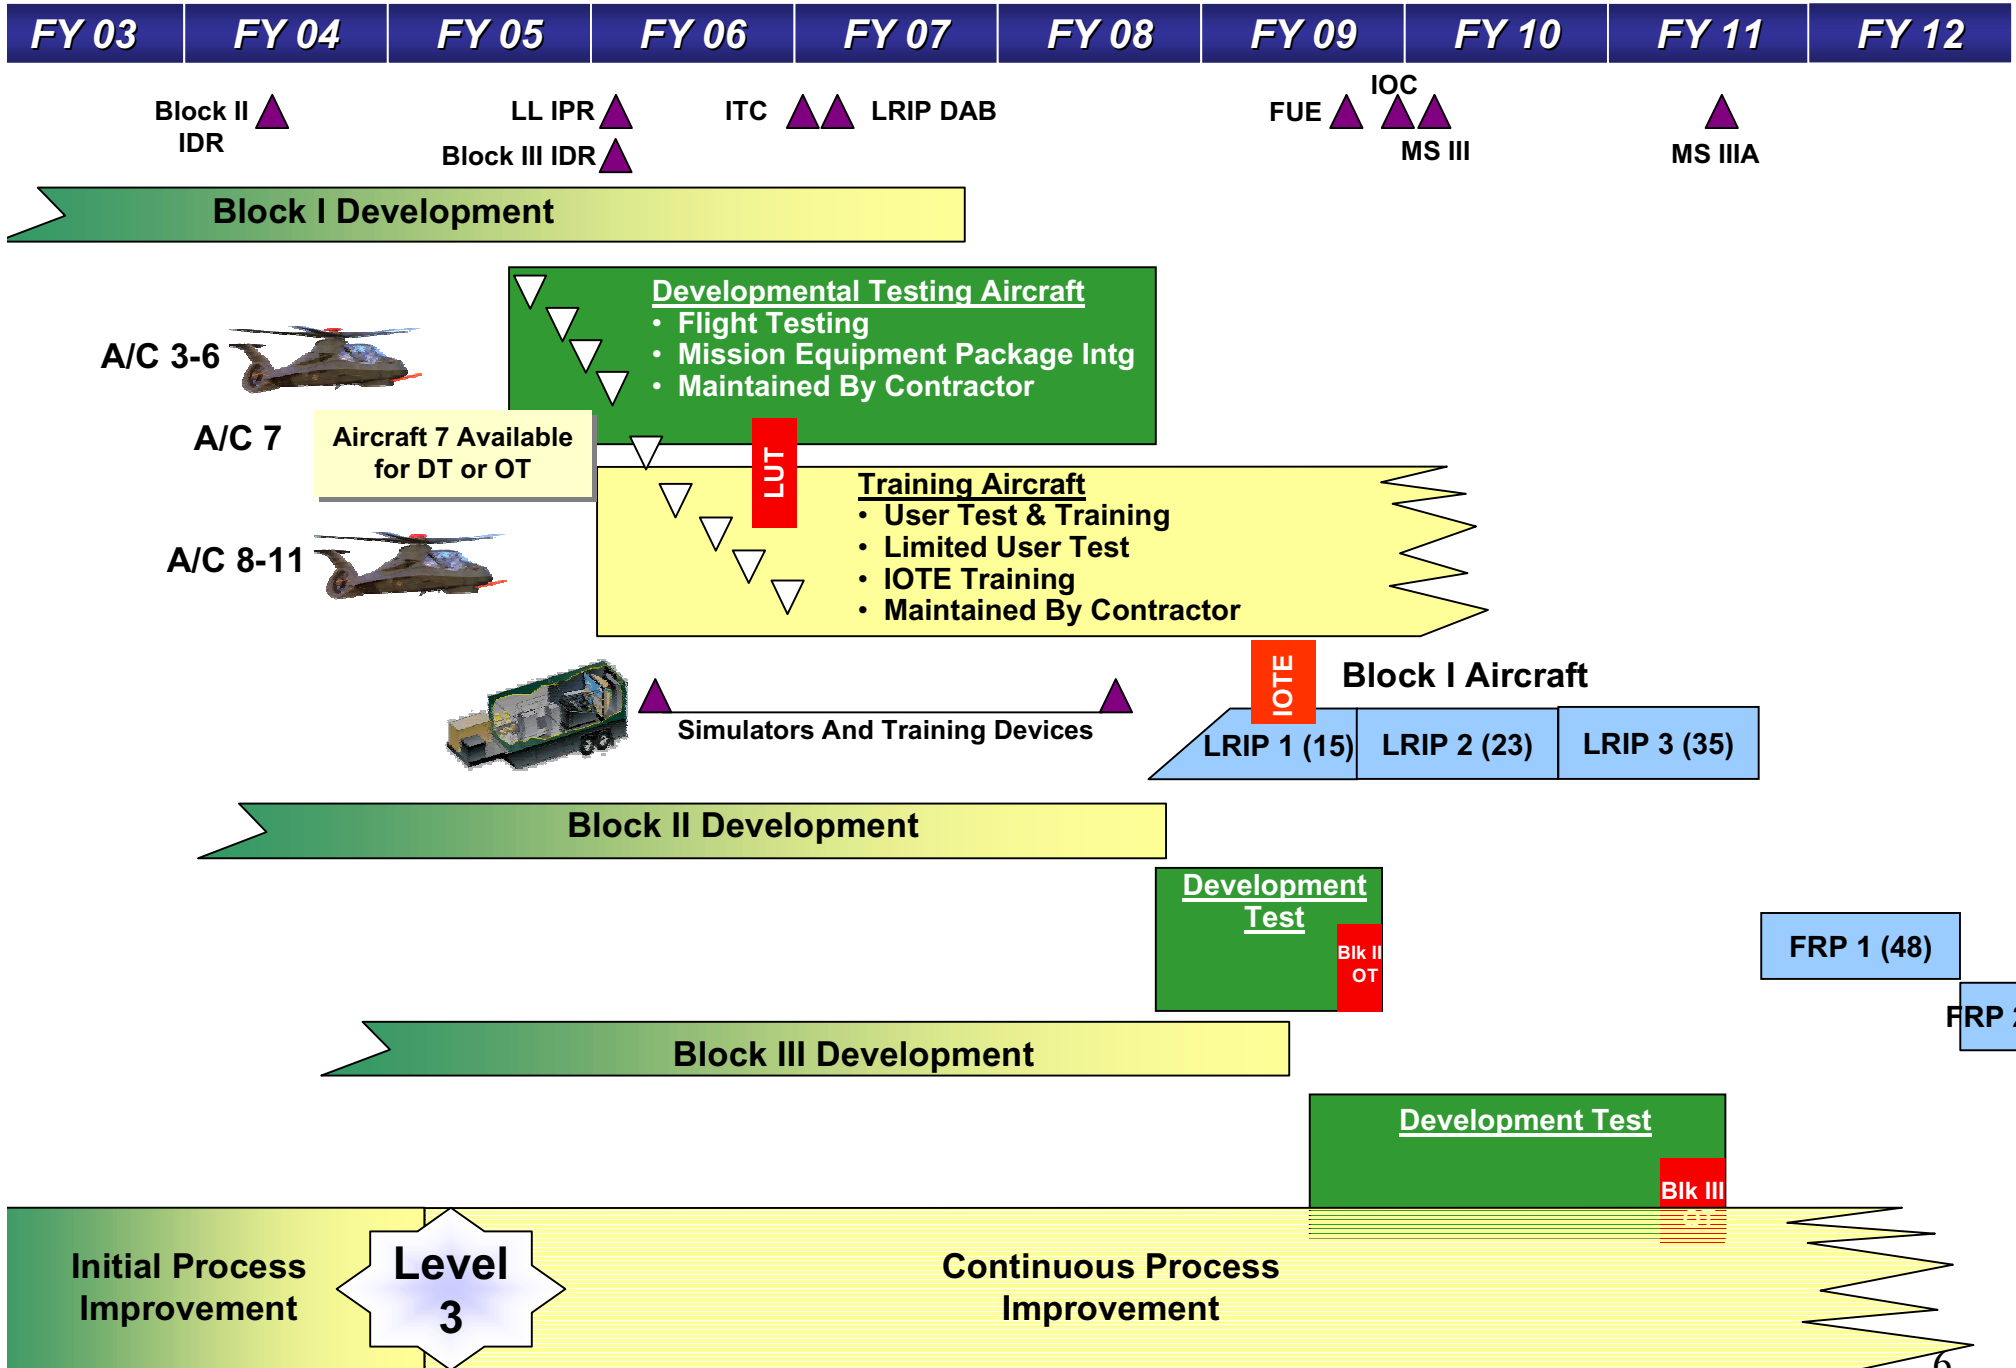 FY 03 FY 04 FY 05 FY 06 FY 07 FY 08 FY 09 FY 10 FY 11 FY 12
Block II
IDR
LL IPR
Block III IDR
ITC
LRIP DAB
FUE
IOC
MS III
MS IIIA
Block I Development
A/C 3-6
Developmental Testing Aircraft
• Flight Testing
• Mission Equipment Package Intg
• Maintained By Contractor
A/C 7
Aircraft 7 Available
for DT or OT
LUT
A/C 8-11
Training Aircraft
• User Test & Training
• Limited User Test
• IOTE Training
• Maintained By Contractor
Simulators And Training Devices
IOTE
Block I Aircraft
LRIP 1 (15)
LRIP 2 (23)
LRIP 3 (35)
Block II Development
Development
Test
Blk II
OT
FRP 1 (48)
FRP 2
Block III Development
Development Test
Blk III
Initial Process
Improvement
Level
3
Continuous Process
Improvement
6